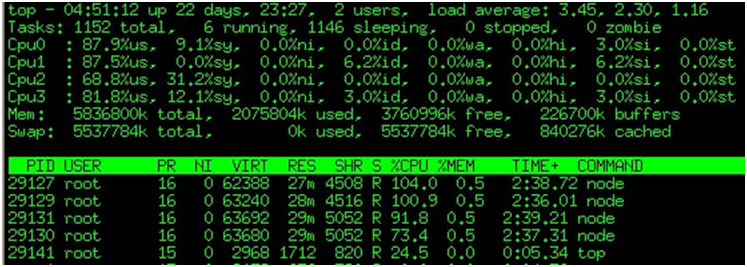 top - 04:51:12 up 22 days, 23:27, 2 users, load average: 3.45, 2.30, 1.16
Tasks: 1152 total, 6 running, 1146 sleeping, 0 stopped, 0 zombie
Cpu0 : 87.9%us, 9.1%sy, 0.0%ni, 0.0%id, 0.0%wa, 0.0%hi, 3.0%si, 0.0%st
Cpu1 : 87.5%us, 0.0%sy, 0.0%ni, 6.2%id, 0.0%wa, 0.0%hi, 6.2%si, 0.0%st
Cpu2 : 68.8%us, 31.2%sy, 0.0%ni, 0.0%id, 0.0%wa, 0.0%hi, 0.0%si, 0.0%st
Cpu3 : 81.8%us, 12.1%sy, 0.0%ni, 3.0%id, 0.0%wa, 0.0%hi, 3.0%si, 0.0%st
Mem: 5836800k total, 2075804k used, 3760996k free, 226700k buffers
Swap: 5537784k total, 0k used, 5537784k free, 840276k cached
PID USER PR NI VIRT RES SHR S %CPU %MEM TIME+ COMMAND
29127 root 16 0 62388 27m 4508 R 104.0 0.5 2:38.72 node
29129 root 16 0 63240 28m 4516 R 100.9 0.5 2:36.01 node
29131 root 16 0 63692 29m 5052 R 91.8 0.5 2:39.21 node
29130 root 16 0 63680 29m 5052 R 73.4 0.5 2:37.31 node
29141 root 15 0 2968 1712 820 R 24.5 0.0 0:05.34 top